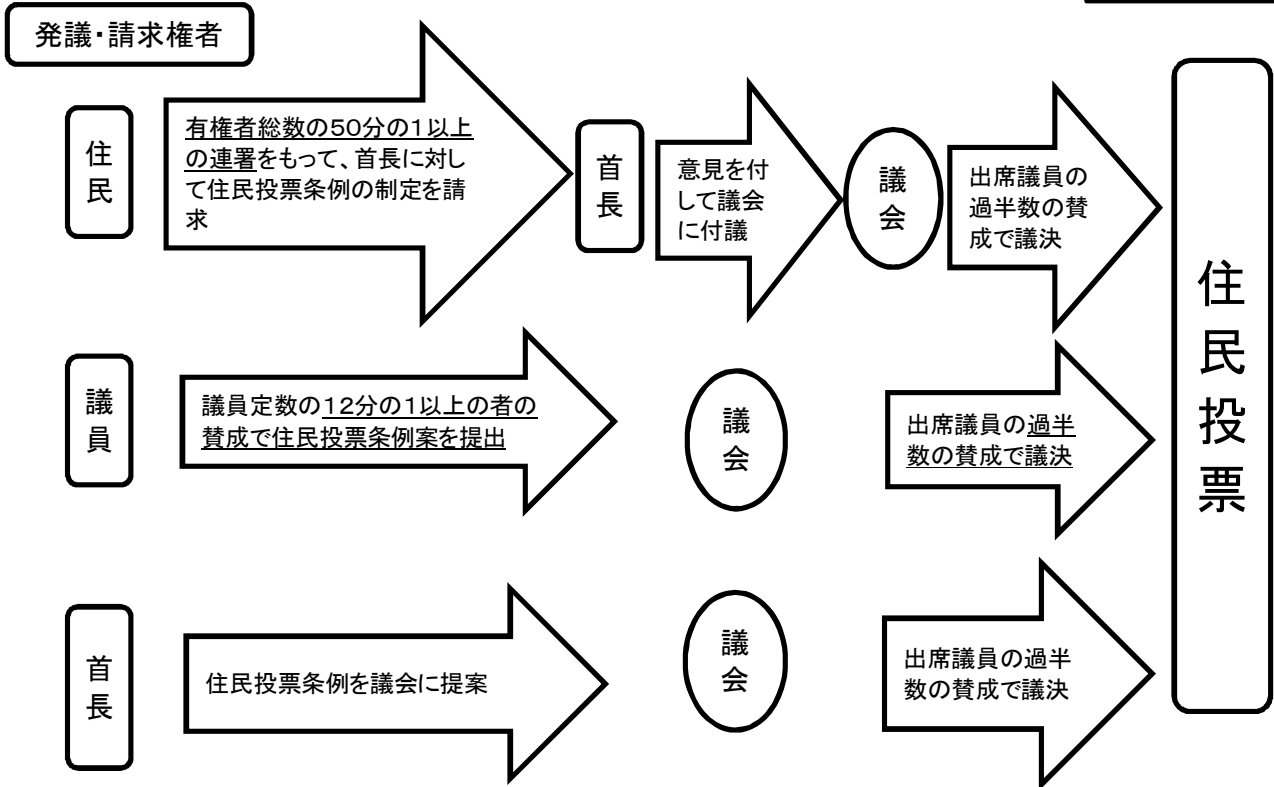 発議・請求権者
住民
有権者総数の50分の1以上
の連署をもって、首長に対し
て住民投票条例の制定を請
求
首長
意見を付
して議会
に付議
議会
出席議員の
過半数の賛
成で議決
議員
議員定数の12分の1以上の者の
賛成で住民投票条例案を提出
議会
出席議員の過半
数の賛成で議決
首長
住民投票条例を議会に提案
議会
出席議員の過半
数の賛成で議決
住民投票